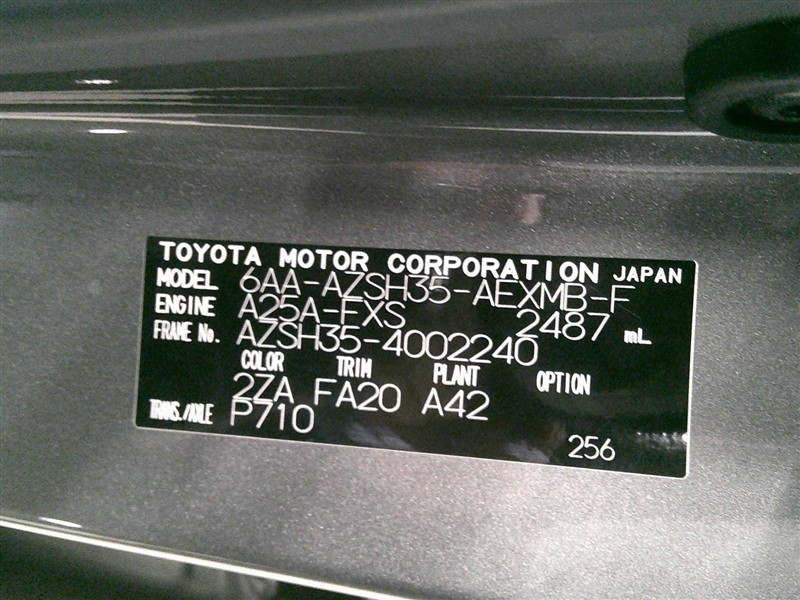 TOYOTA MOTOR CORPORATION JAPAN
MODEL 6AA-AZSH35-AEXMB-F
ENGINE A25A-FXS 2487 mL
FRAME No. AZSH35-4002240
COLOR TRIM PLANT OPTION
2ZA FA20 A42
TRANS./AXLE P710
256